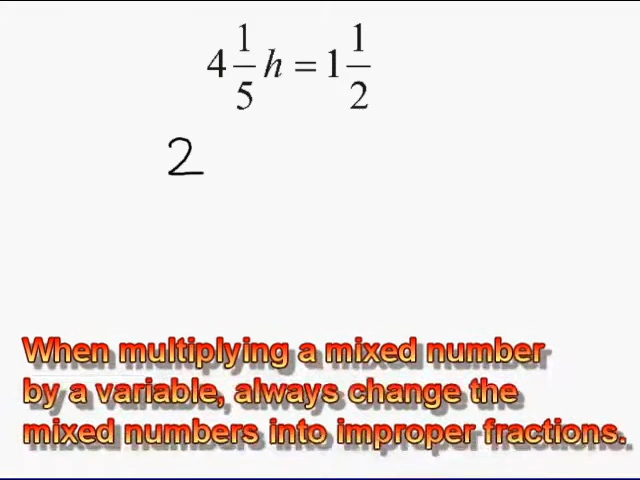 4 1/5 h = 1 1/2
2
When multiplying a mixed number
by a variable, always change the
mixed numbers into improper fractions.